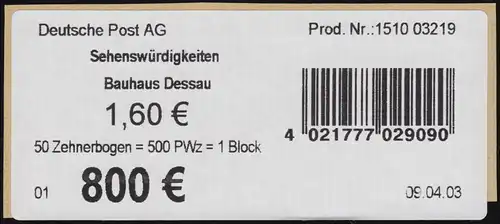 Deutsche Post AG
Prod. Nr.:1510 03219
Sehenswürdigkeiten
Bauhaus Dessau
1,60 €
4 021777 029090
50 Zehnerbogen = 500 PWz = 1 Block
01
800 €
09.04.03